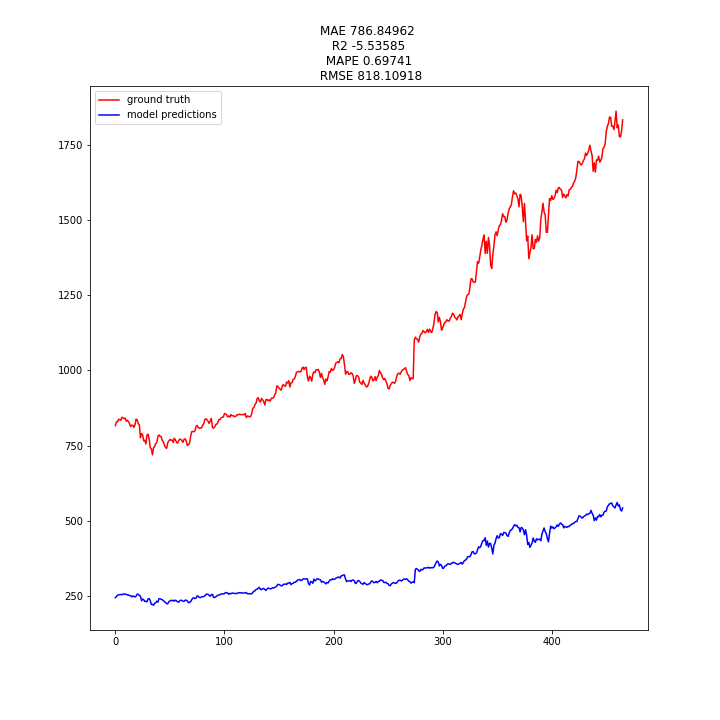 MAE 786.84962
R2 -5.53585
MAPE 0.69741
RMSE 818.10918
ground truth
model predictions
1750
1500
1250
1000
750
500
250
0 100 200 300 400